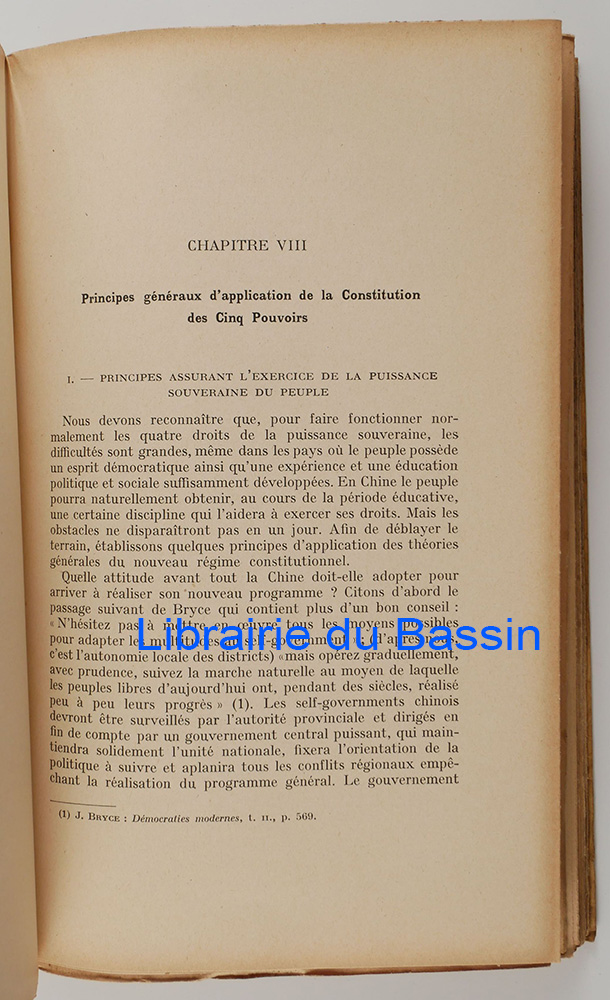 CHAPITRE VIII
Principes généraux d'application de la Constitution
des Cinq Pouvoirs
I. — PRINCIPES ASSURANT L'EXERCICE DE LA PUISSANCE
SOUVERAINE DU PEUPLE
Nous devons reconnaître que, pour faire fonctionner nor-
malement les quatre droits de la puissance souveraine, les
difficultés sont grandes, même dans les pays où le peuple possède
un esprit démocratique ainsi qu'une expérience et une éducation
politique et sociale suffisamment développées. En Chine le peuple
pourra naturellement obtenir, au cours de la période éducative,
une certaine discipline qui l'aidera à exercer ses droits. Mais les
obstacles ne disparaîtront pas en un jour. Afin de déblayer le
terrain, établissons quelques principes d'application des théories
générales du nouveau régime constitutionnel.
Quelle attitude avant tout la Chine doit-elle adopter pour
arriver à réaliser son nouveau programme ? Citons d'abord le
passage suivant de Bryce qui contient plus d'un bon conseil :
« N'hésitez pas à mettre en œuvre tous les moyens possibles
pour adapter les multitudes au self-government » ; (d'après nous,
c'est l'autonomie locale des districts) « mais opérez graduellement,
avec prudence, suivez la marche naturelle au moyen de laquelle
les peuples libres d'aujourd'hui ont, pendant des siècles, réalisé
peu à peu leurs progrès » (1). Les self-governments chinois
devront être surveillés par l'autorité provinciale et dirigés en
fin de compte par un gouvernement central puissant, qui main-
tiendra solidement l'unité nationale, fixera l'orientation de la
politique à suivre et aplanira tous les conflits régionaux empê-
chant la réalisation du programme général. Le gouvernement
(1) J. BRYCE : Démocraties modernes, t. II., p. 569.
Librairie du Bassin